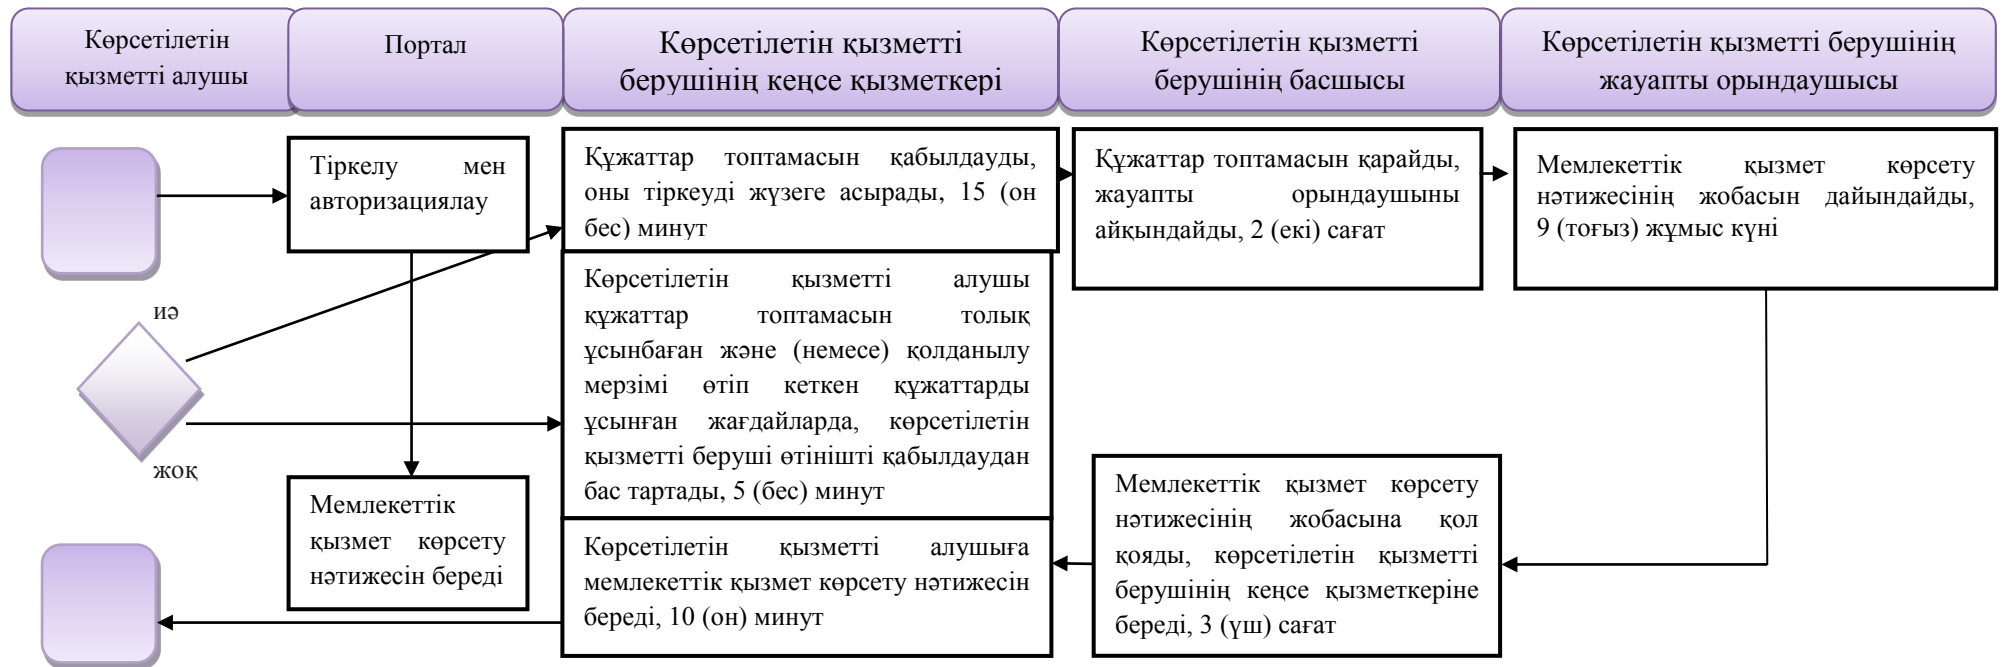 Көрсетілетін
қызметті алушы
Портал
Көрсетілетін қызметті
берушінің кеңсе қызметкері
Көрсетілетін қызметті
берушінің басшысы
Көрсетілетін қызметті берушінің
жауапты орындаушысы
Тіркелу мен
авторизациялау
Құжаттар топтамасын қабылдауды,
оны тіркеуді жүзеге асырады, 15 (он
бес) минут
Құжаттар топтамасын қарайды,
жауапты орындаушыны
айқындайды, 2 (екі) сағат
Мемлекеттік қызмет көрсету
нәтижесінің жобасын дайындайды,
9 (тоғыз) жұмыс күні
иә
жоқ
Көрсетілетін қызметті алушы
құжаттар топтамасын толық
ұсынбаған және (немесе) қолданылу
мерзімі өтіп кеткен құжаттарды
ұсынған жағдайларда, көрсетілетін
қызметті беруші өтінішті қабылдаудан
бас тартады, 5 (бес) минут
Мемлекеттік
қызмет көрсету
нәтижесін береді
Көрсетілетін қызметті алушыға
мемлекеттік қызмет көрсету нәтижесін
береді, 10 (он) минут
Мемлекеттік қызмет көрсету
нәтижесінің жобасына қол
қояды, көрсетілетін қызметті
берушінің кеңсе қызметкеріне
береді, 3 (үш) сағат